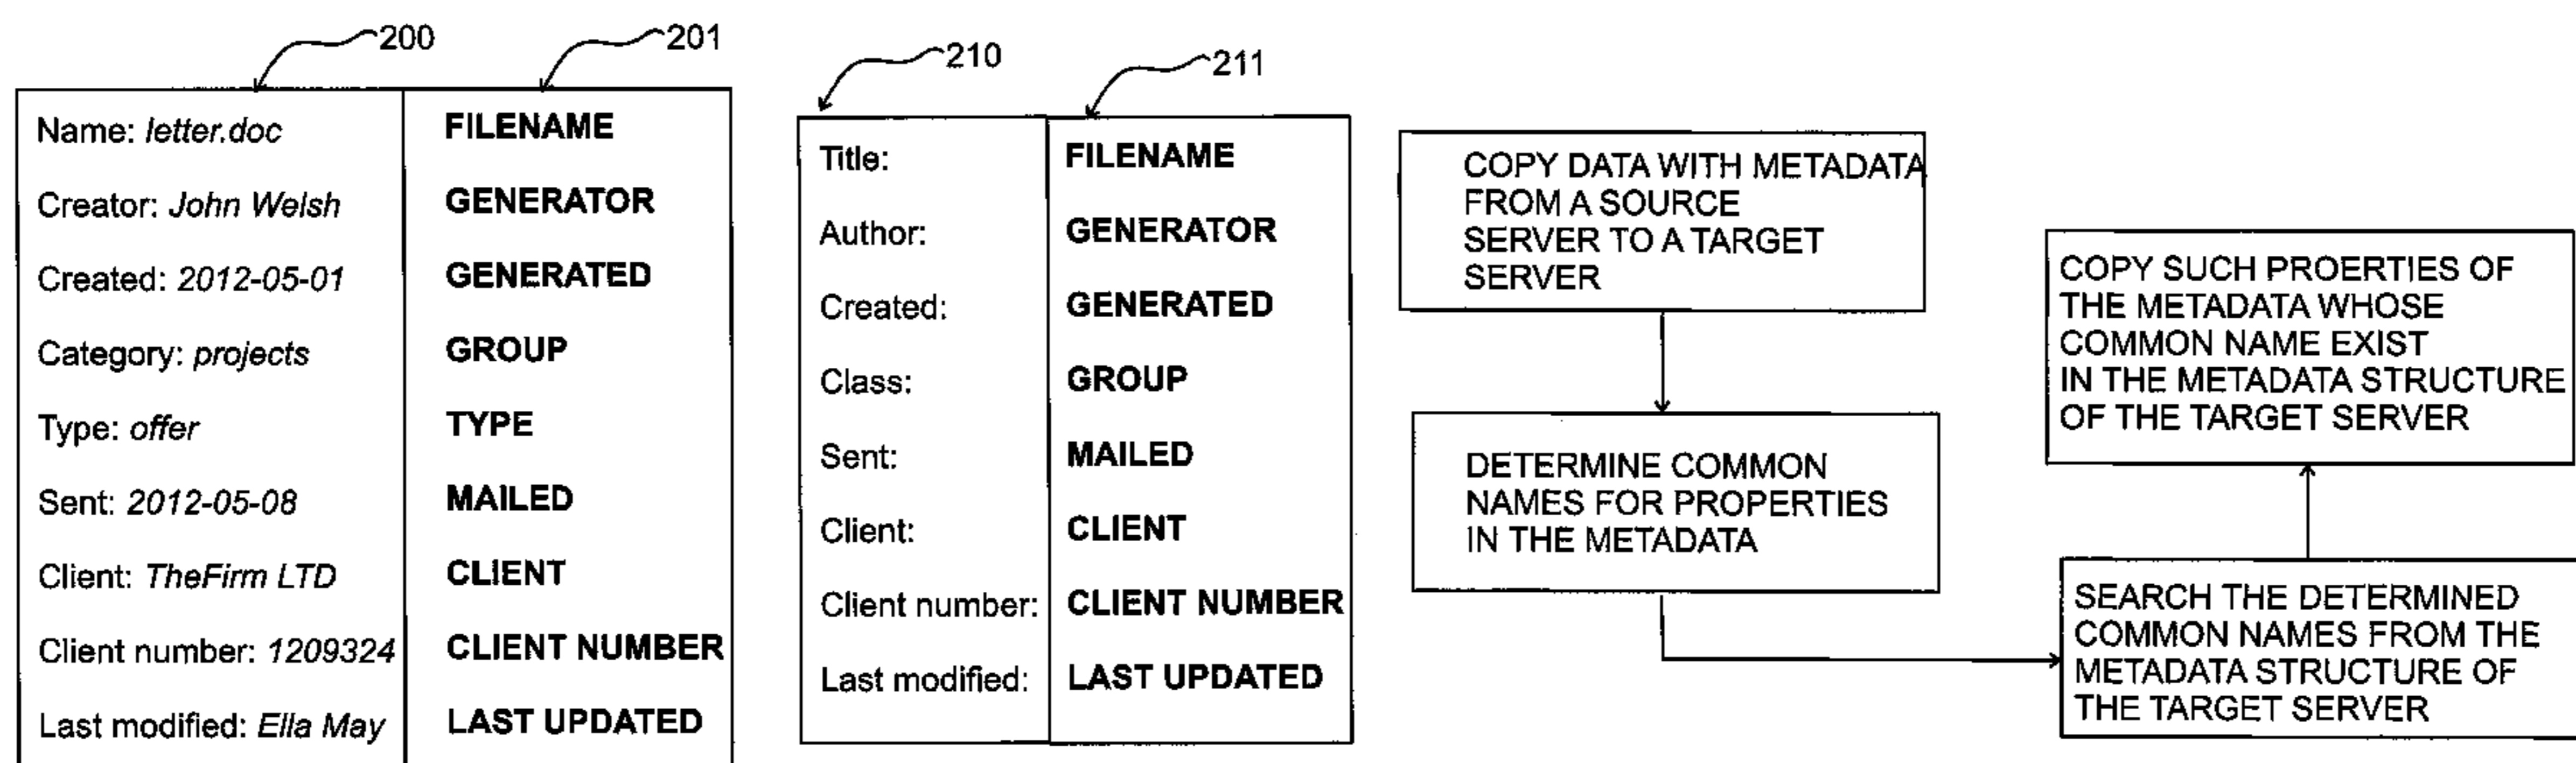 200
201
Name: letter.doc
FILENAME
Creator: John Welsh
GENERATOR
Created: 2012-05-01
GENERATED
Category: projects
GROUP
Type: offer
TYPE
Sent: 2012-05-08
MAILED
Client: TheFirm LTD
CLIENT
Client number: 1209324
CLIENT NUMBER
Last modified: Ella May
LAST UPDATED
210
211
Title:
FILENAME
Author:
GENERATOR
Created:
GENERATED
Class:
GROUP
Sent:
MAILED
Client:
CLIENT
Client number:
CLIENT NUMBER
Last modified:
LAST UPDATED
COPY DATA WITH METADATA
FROM A SOURCE
SERVER TO A TARGET
SERVER
DETERMINE COMMON
NAMES FOR PROPERTIES
IN THE METADATA
SEARCH THE DETERMINED
COMMON NAMES FROM THE
METADATA STRUCTURE OF
THE TARGET SERVER
COPY SUCH PROERTIES OF
THE METADATA WHOSE
COMMON NAME EXIST
IN THE METADATA STRUCTURE
OF THE TARGET SERVER